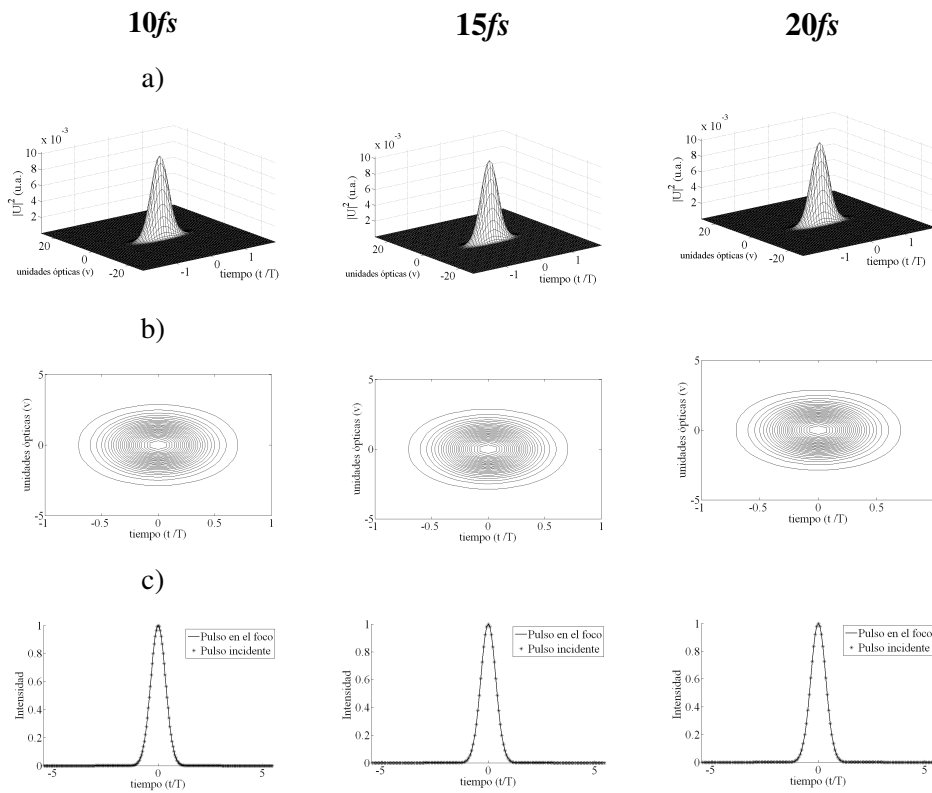 10fs 15fs 20fs
a)
x 10⁻³
10
8
6
4
2
|U|² (u.a.)
20
0
-20
unidades ópticas (v)
-1
0
1
tiempo (t /T)
x 10⁻³
10
8
6
4
2
|U|² (u.a.)
20
0
-20
unidades ópticas (v)
-1
0
1
tiempo (t /T)
x 10⁻³
10
8
6
4
2
|U|² (u.a.)
20
0
-20
unidades ópticas (v)
-1
0
1
tiempo (t /T)
b)
5
0
-5
unidades ópticas (v)
-1 -0.5 0 0.5 1
tiempo (t /T)
5
0
-5
unidades ópticas (v)
-1 -0.5 0 0.5 1
tiempo (t /T)
5
0
-5
unidades ópticas (v)
-1 -0.5 0 0.5 1
tiempo (t /T)
c)
1
0.8
0.6
0.4
0.2
0
Intensidad
Pulso en el foco
Pulso incidente
-5 0 5
tiempo (t/T)
1
0.8
0.6
0.4
0.2
0
Intensidad
Pulso en el foco
Pulso incidente
-5 0 5
tiempo (t/T)
1
0.8
0.6
0.4
0.2
0
Intensidad
Pulso en el foco
Pulso incidente
-5 0 5
tiempo (t/T)